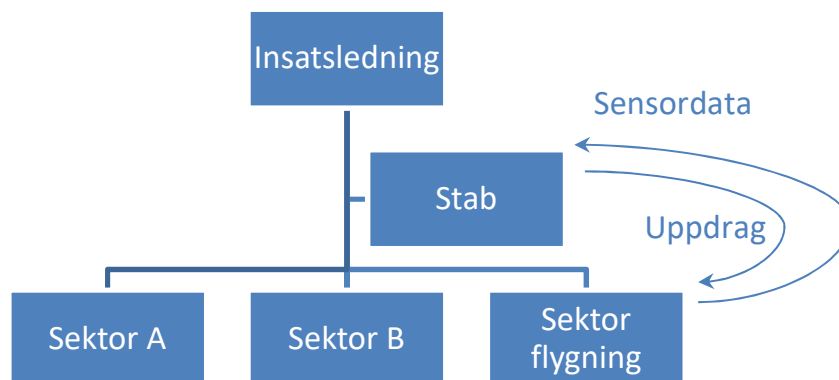 Insatsledning
Sensordata
Stab
Uppdrag
Sektor A
Sektor B
Sektor
flygning